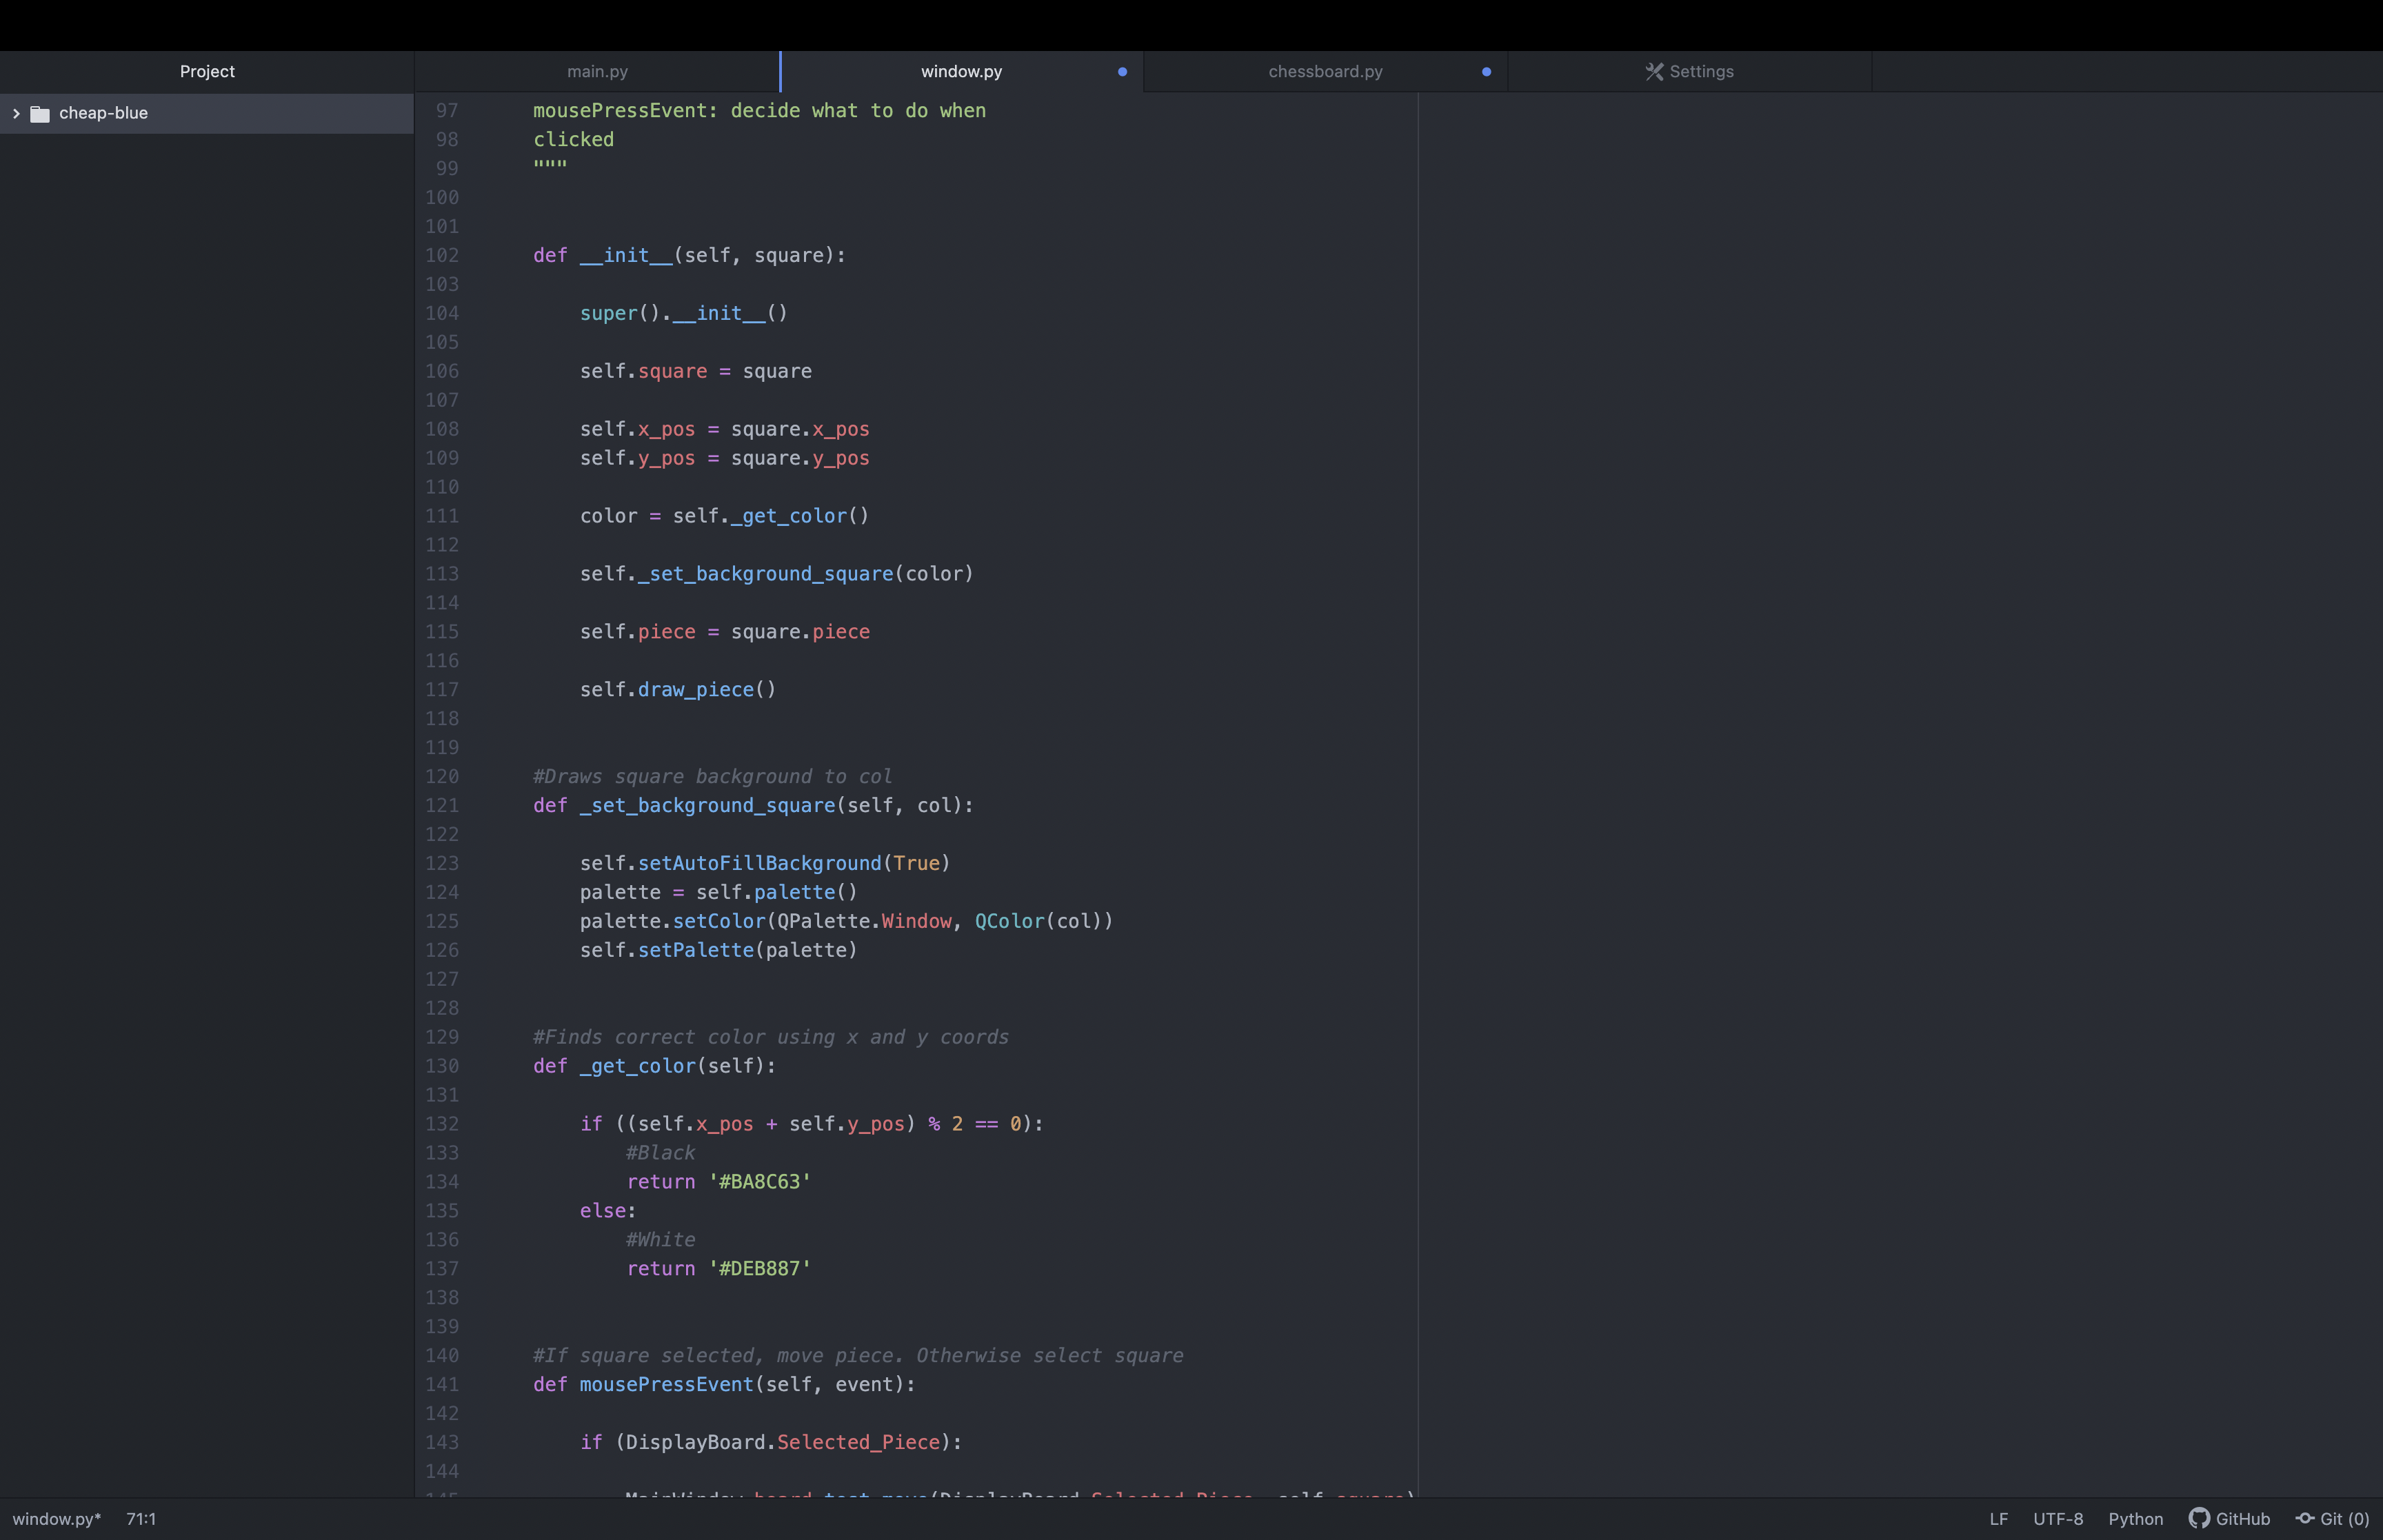 Project
main.py
window.py
chessboard.py
Settings
cheap-blue
97 mousePressEvent: decide what to do when
98 clicked
99 """
100
101
102 def __init__(self, square):
103
104 super().__init__()
105
106 self.square = square
107
108 self.x_pos = square.x_pos
109 self.y_pos = square.y_pos
110
111 color = self._get_color()
112
113 self._set_background_square(color)
114
115 self.piece = square.piece
116
117 self.draw_piece()
118
119
120 #Draws square background to col
121 def _set_background_square(self, col):
122
123 self.setAutoFillBackground(True)
124 palette = self.palette()
125 palette.setColor(QPalette.Window, QColor(col))
126 self.setPalette(palette)
127
128
129 #Finds correct color using x and y coords
130 def _get_color(self):
131
132 if ((self.x_pos + self.y_pos) % 2 == 0):
133 #Black
134 return '#BA8C63'
135 else:
136 #White
137 return '#DEB887'
138
139
140 #If square selected, move piece. Otherwise select square
141 def mousePressEvent(self, event):
142
143 if (DisplayBoard.Selected_Piece):
144
145 MainWindow.board.test_move(DisplayBoard.Selected_Piece, self.square)
window.py* 71:1
LF UTF-8 Python GitHub Git (0)